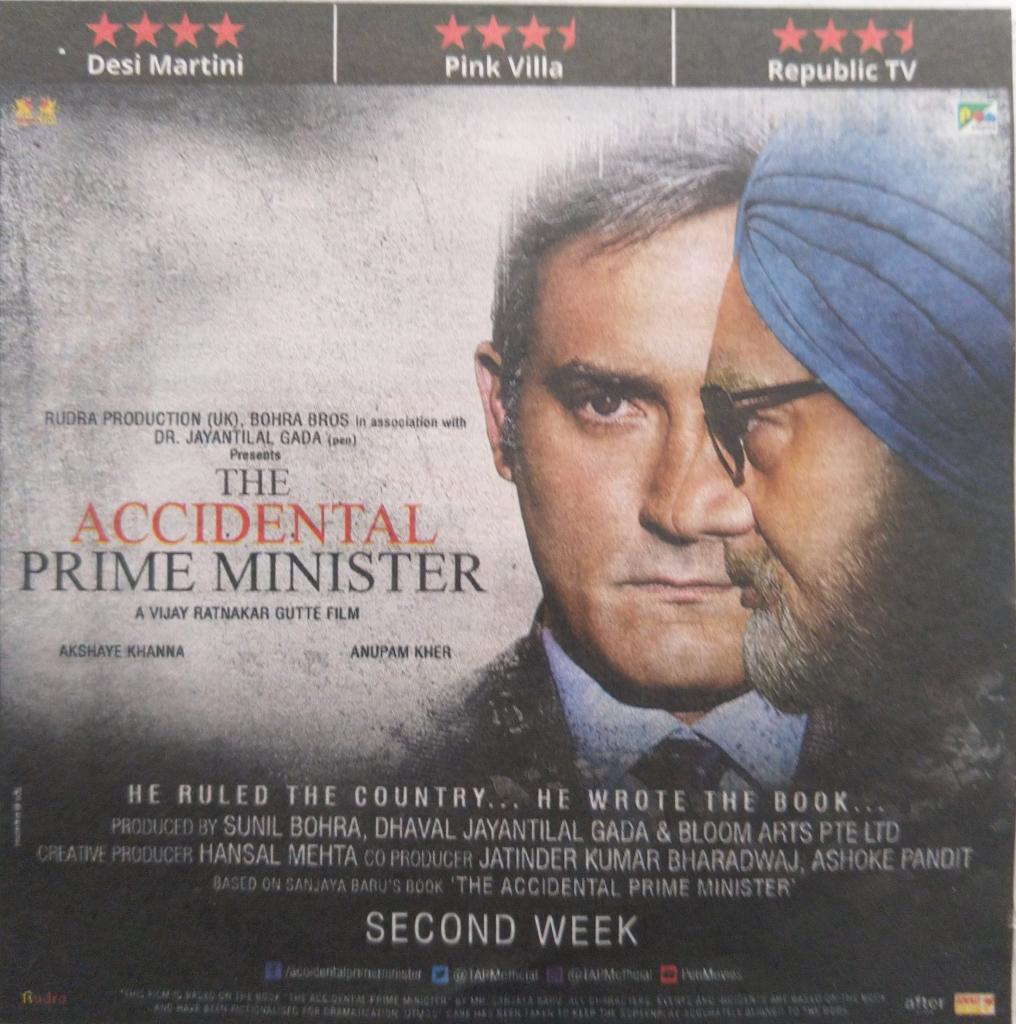 Desi Martini
Pink Villa
Republic TV
RUDRA PRODUCTION (UK), BOHRA BROS in association with
DR. JAYANTILAL GADA (pen)
Presents
THE
ACCIDENTAL
PRIME MINISTER
A VIJAY RATNAKAR GUTTE FILM
AKSHAYE KHANNA
ANUPAM KHER
HE RULED THE COUNTRY... HE WROTE THE BOOK...
PRODUCED BY SUNIL BOHRA, DHAVAL JAYANTILAL GADA & BLOOM ARTS PTE LTD
CREATIVE PRODUCER HANSAL MEHTA CO PRODUCER JATINDER KUMAR BHARADWAJ, ASHOKE PANDIT
BASED ON SANJAYA BARU'S BOOK 'THE ACCIDENTAL PRIME MINISTER'
SECOND WEEK
/accidentalprimeminister @TAPMofficial @TAPMofficial PenMovies
Rudra
after